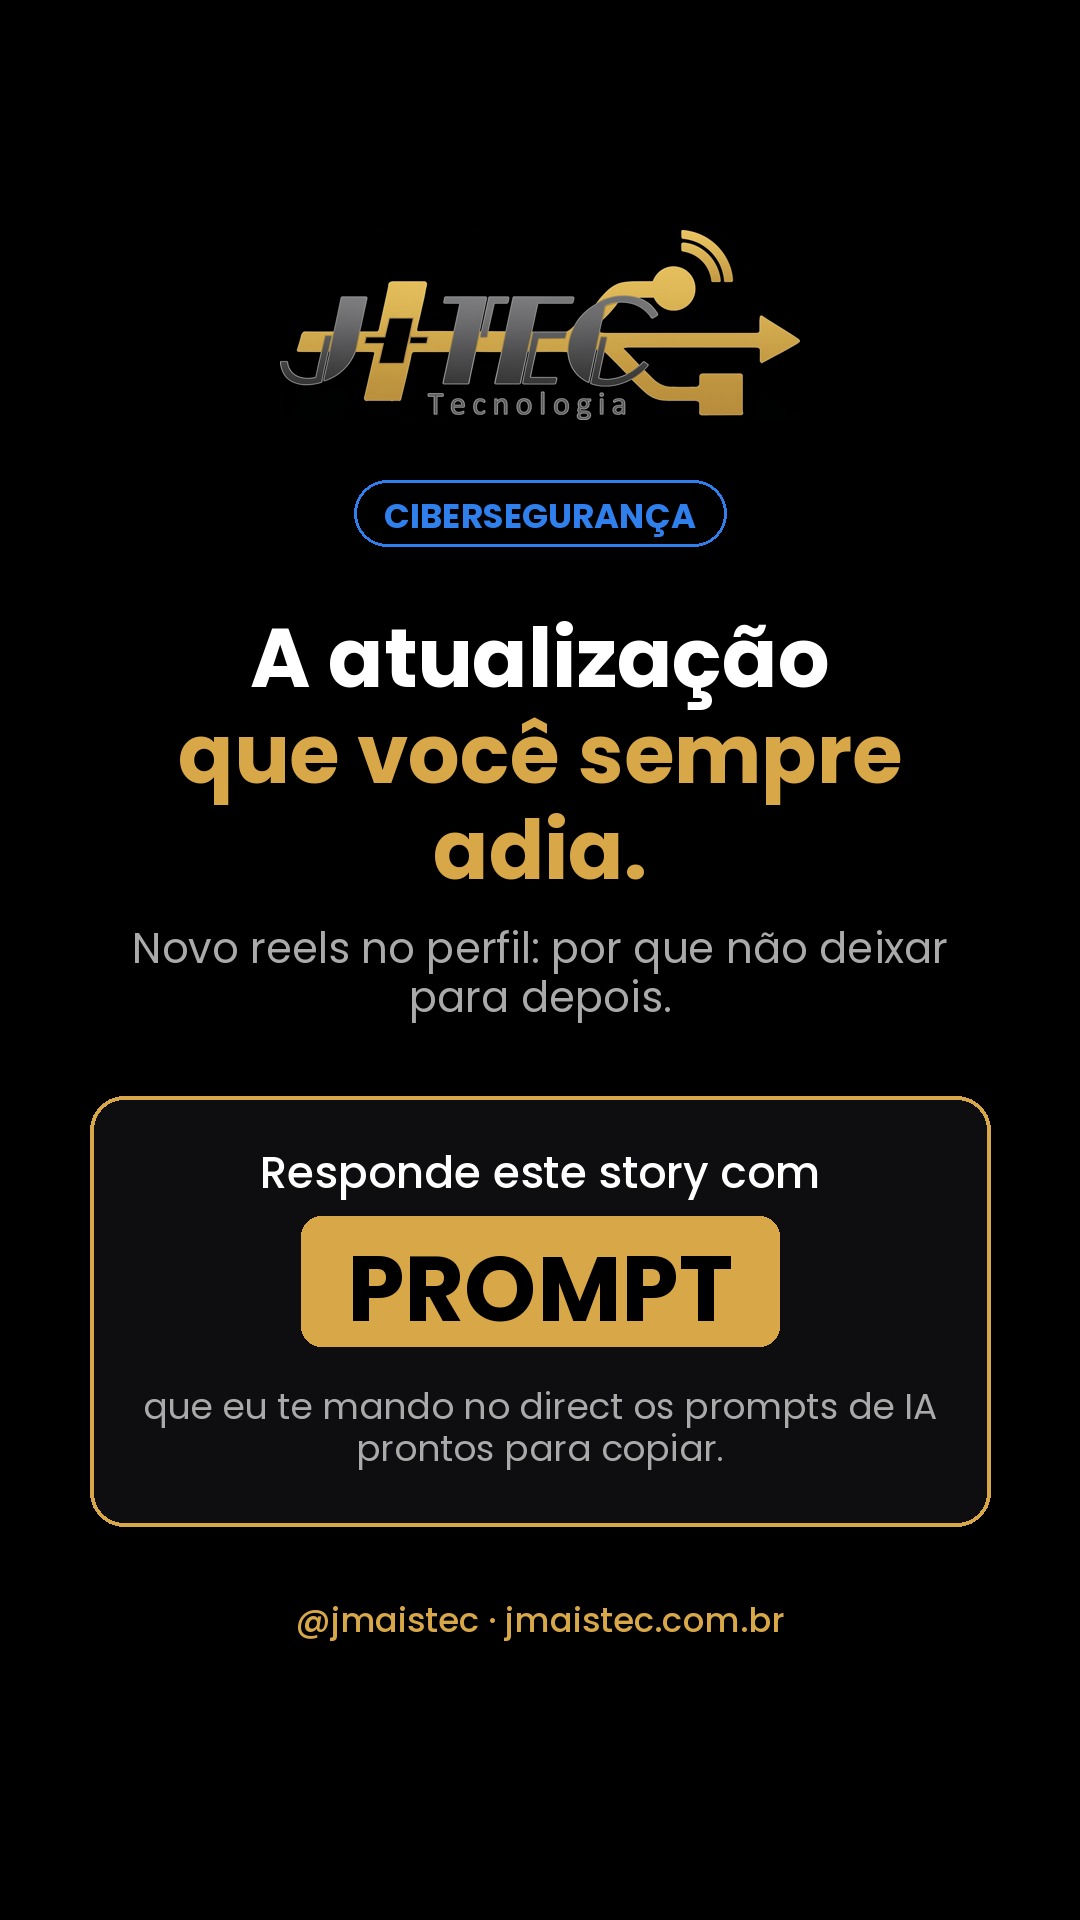 J+TEC
Tecnologia
CIBERSEGURANÇA
A atualização
que você sempre
adia.
Novo reels no perfil: por que não deixar
para depois.
Responde este story com
PROMPT
que eu te mando no direct os prompts de IA
prontos para copiar.
@jmaistec · jmaistec.com.br